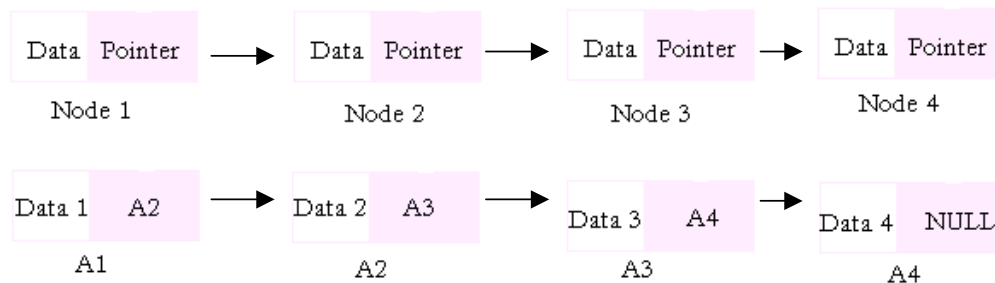 Data Pointer Data Pointer Data Pointer Data Pointer
Node 1 Node 2 Node 3 Node 4
Data 1 A2 Data 2 A3 Data 3 A4 Data 4 NULL
A1 A2 A3 A4